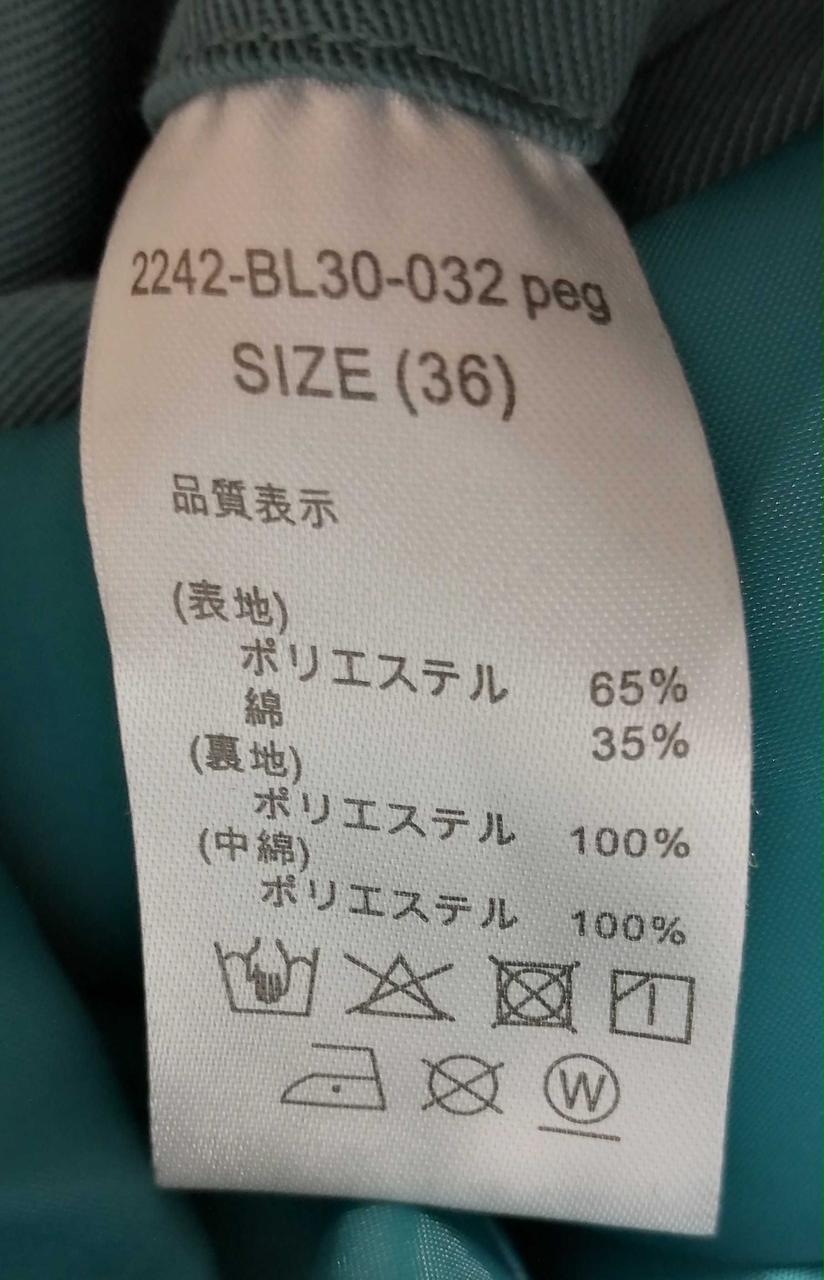 2242-BL30-032 peg
SIZE (36)
品質表示
(表地)
ポリエステル 65%
綿 35%
(裏地)
ポリエステル 100%
(中綿)
ポリエステル 100%
W